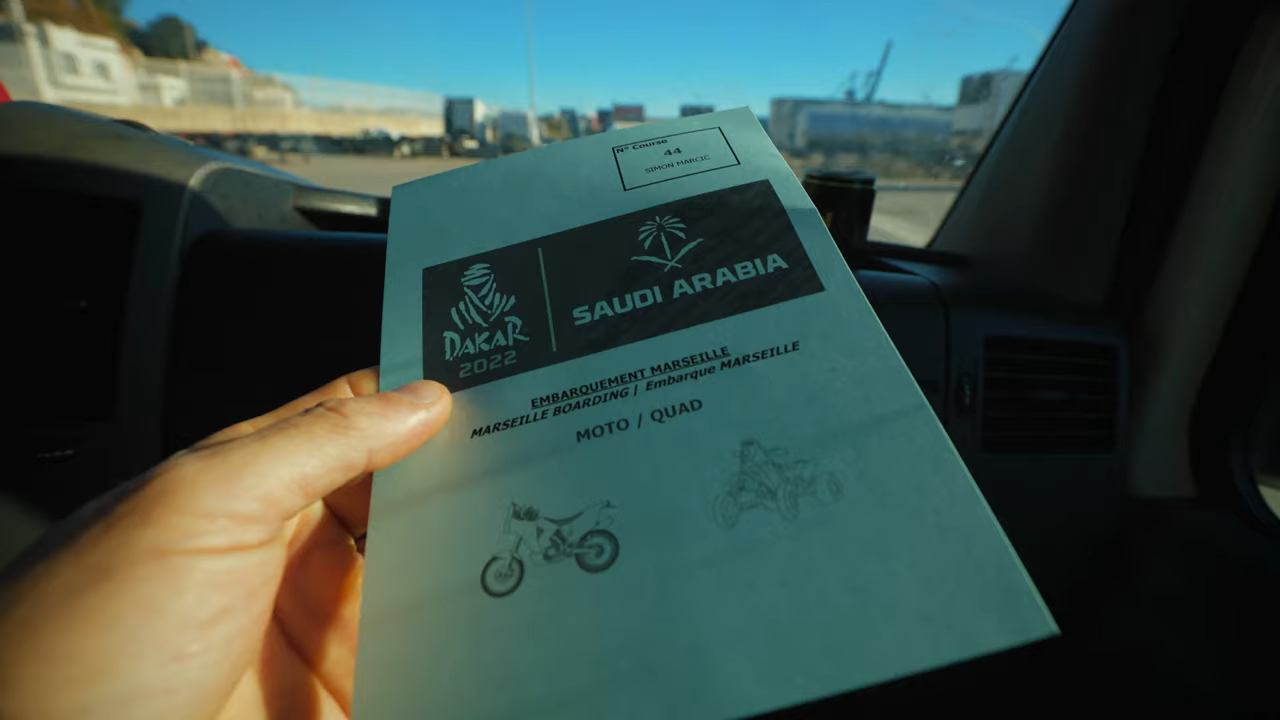 N° Course
44
SIMON MARCIC
DAKAR
2022
SAUDI ARABIA
EMBARQUEMENT MARSEILLE
MARSEILLE BOARDING / Embarque MARSEILLE
MOTO / QUAD